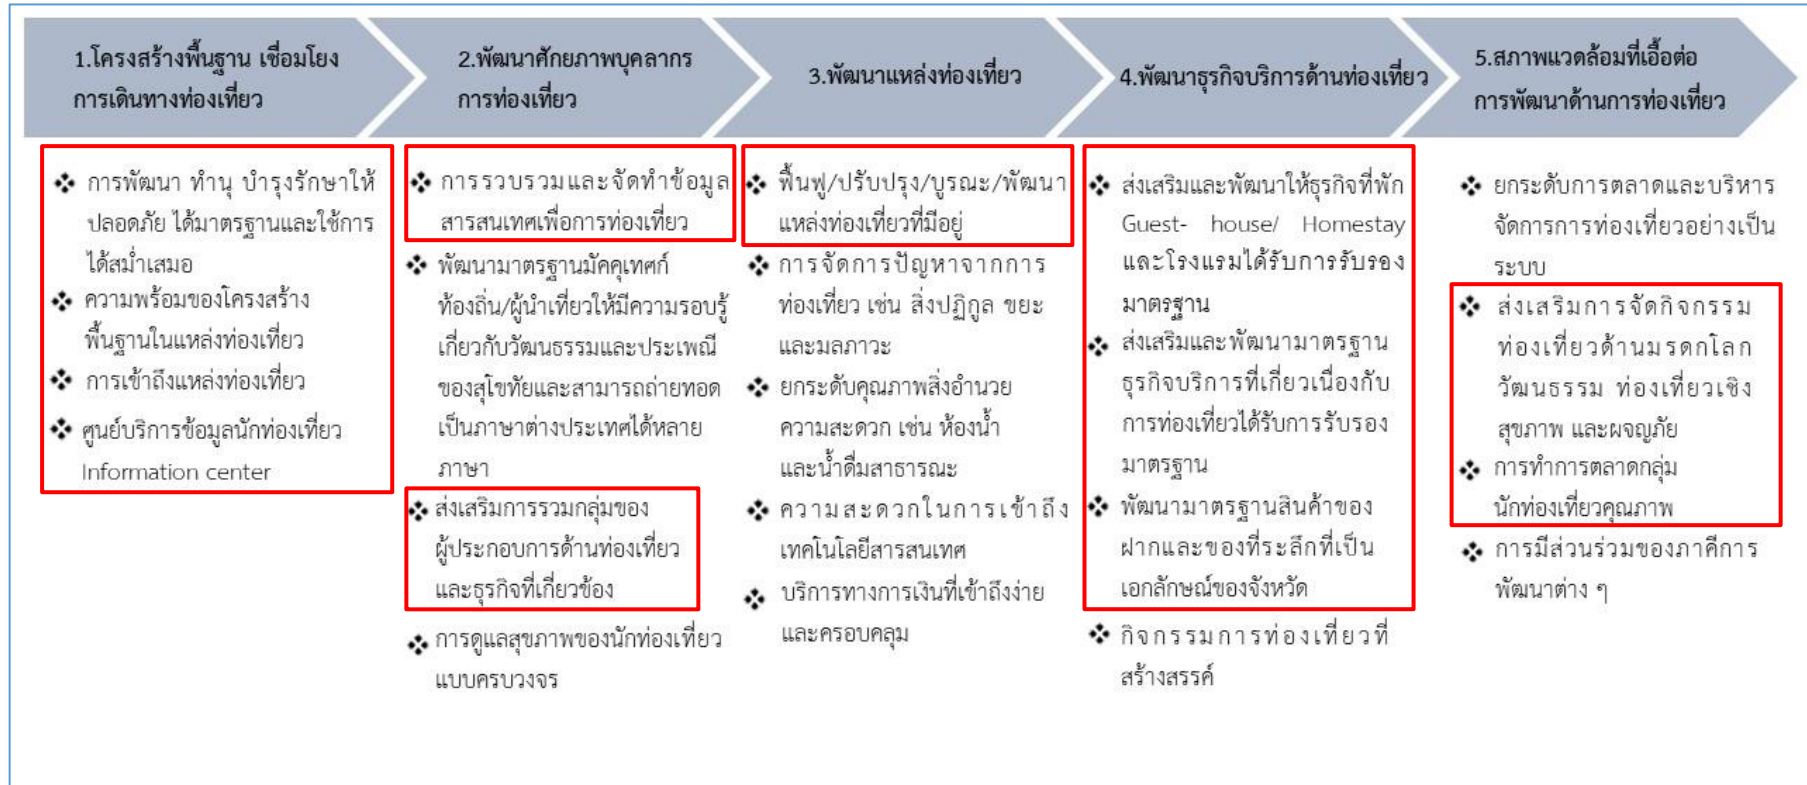 1.โครงสร้างพื้นฐาน เชื่อมโยง
การเดินทางท่องเที่ยว
2.พัฒนาศักยภาพบุคลากร
การท่องเที่ยว
3.พัฒนาแหล่งท่องเที่ยว
4.พัฒนาธุรกิจบริการด้านท่องเที่ยว
5.สภาพแวดล้อมที่เอื้อต่อ
การพัฒนาด้านการท่องเที่ยว
❖ การพัฒนา ทำนุ บำรุงรักษาให้
ปลอดภัย ได้มาตรฐานและใช้การ
ได้สม่ำเสมอ
❖ ความพร้อมของโครงสร้าง
พื้นฐานในแหล่งท่องเที่ยว
❖ การเข้าถึงแหล่งท่องเที่ยว
❖ ศูนย์บริการข้อมูลนักท่องเที่ยว
Information center
❖ การรวบรวมและจัดทำข้อมูล
สารสนเทศเพื่อการท่องเที่ยว
❖ พัฒนามาตรฐานมัคคุเทศก์
ท้องถิ่น/ผู้นำเที่ยวให้มีความรอบรู้
เกี่ยวกับวัฒนธรรมและประเพณี
ของสุโขทัยและสามารถถ่ายทอด
เป็นภาษาต่างประเทศได้หลาย
ภาษา
❖ ส่งเสริมการรวมกลุ่มของ
ผู้ประกอบการด้านท่องเที่ยว
และธุรกิจที่เกี่ยวข้อง
❖ การดูแลสุขภาพของนักท่องเที่ยว
แบบครบวงจร
❖ ฟื้นฟู/ปรับปรุง/บูรณะ/พัฒนา
แหล่งท่องเที่ยวที่มีอยู่
❖ การจัดการปัญหาจากการ
ท่องเที่ยว เช่น สิ่งปฏิกูล ขยะ
และมลภาวะ
❖ ยกระดับคุณภาพสิ่งอำนวย
ความสะดวก เช่น ห้องน้ำ
และน้ำดื่มสาธารณะ
❖ ความสะดวกในการเข้าถึง
เทคโนโลยีสารสนเทศ
❖ บริการทางการเงินที่เข้าถึงง่าย
และครอบคลุม
❖ ส่งเสริมและพัฒนาให้ธุรกิจที่พัก
Guest- house/ Homestay
และโรงแรมได้รับการรับรอง
มาตรฐาน
❖ ส่งเสริมและพัฒนามาตรฐาน
ธุรกิจบริการที่เกี่ยวเนื่องกับ
การท่องเที่ยวได้รับการรับรอง
มาตรฐาน
❖ พัฒนามาตรฐานสินค้าของ
ฝากและของที่ระลึกที่เป็น
เอกลักษณ์ของจังหวัด
❖ กิจกรรมการท่องเที่ยวที่
สร้างสรรค์
❖ ยกระดับการตลาดและบริหาร
จัดการการท่องเที่ยวอย่างเป็น
ระบบ
❖ ส่งเสริมการจัดกิจกรรม
ท่องเที่ยวด้านมรดกโลก
วัฒนธรรม ท่องเที่ยวเชิง
สุขภาพ และผจญภัย
❖ การทำการตลาดกลุ่ม
นักท่องเที่ยวคุณภาพ
❖ การมีส่วนร่วมของภาคีการ
พัฒนาต่าง ๆ